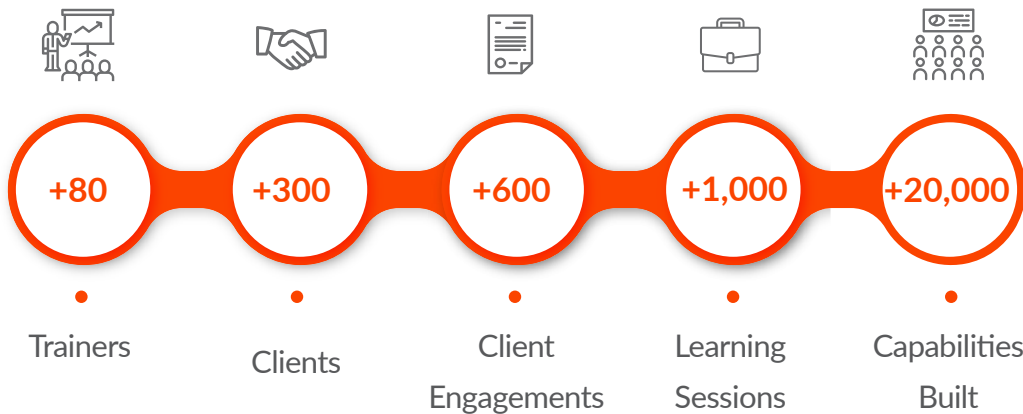 +80
+300
+600
+1,000
+20,000
Trainers
Clients
Client
Engagements
Learning
Sessions
Capabilities
Built